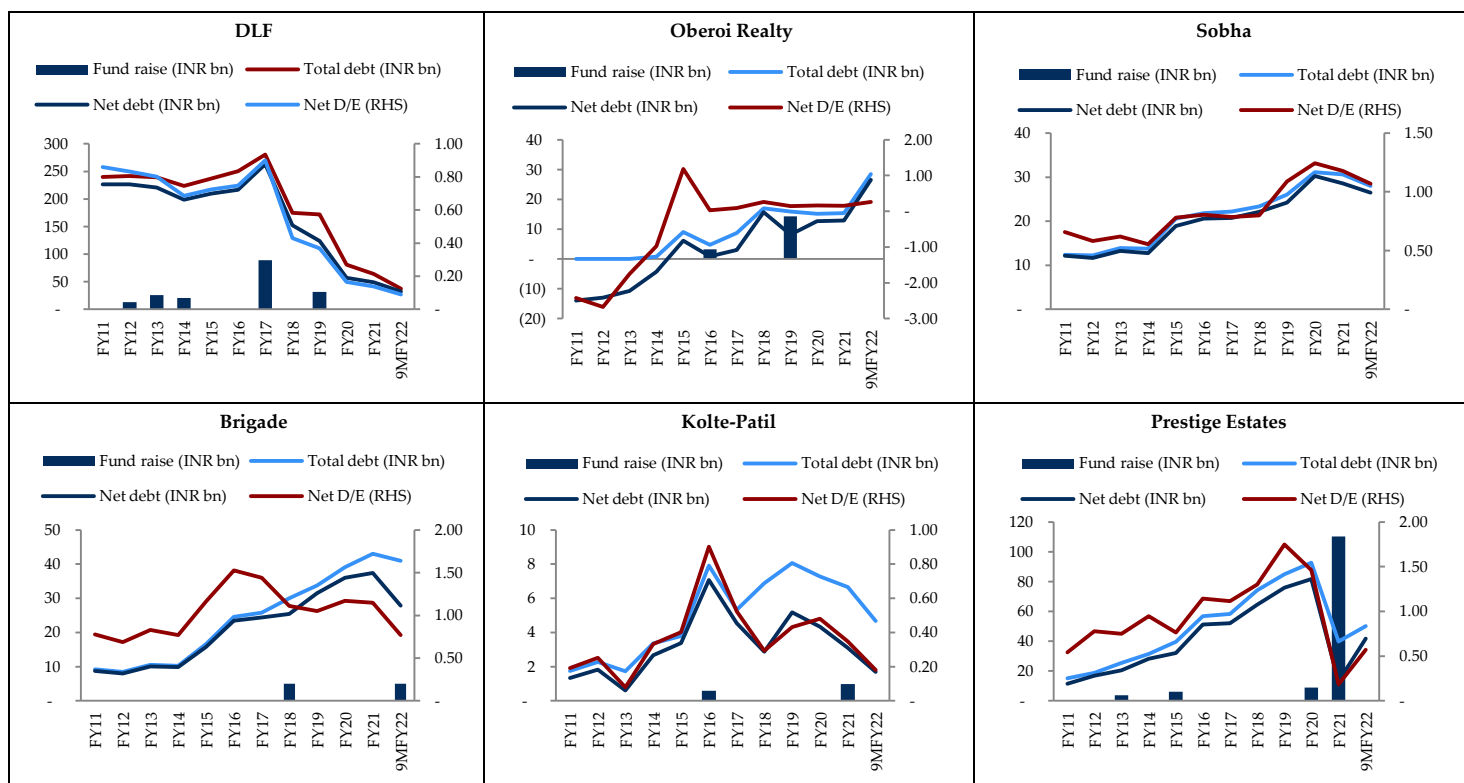 DLF
Fund raise (INR bn) Total debt (INR bn)
Net debt (INR bn) Net D/E (RHS)
300 1.00
250 0.80
200
0.60
150
0.40
100
50 0.20
- -
FY11 FY12 FY13 FY14 FY15 FY16 FY17 FY18 FY19 FY20 FY21 9MFY22
Oberoi Realty
Fund raise (INR bn) Total debt (INR bn)
Net debt (INR bn) Net D/E (RHS)
40 2.00
30 1.00
20 -
10 -1.00
-
(10) -2.00
(20) -3.00
FY11 FY12 FY13 FY14 FY15 FY16 FY17 FY18 FY19 FY20 FY21 9MFY22
Sobha
Fund raise (INR bn) Total debt (INR bn)
Net debt (INR bn) Net D/E (RHS)
40 1.50
30 1.00
20
10 0.50
- -
FY11 FY12 FY13 FY14 FY15 FY16 FY17 FY18 FY19 FY20 FY21 9MFY22
Brigade
Fund raise (INR bn) Total debt (INR bn)
Net debt (INR bn) Net D/E (RHS)
50 2.00
40 1.50
30 1.00
20
10 0.50
- -
FY11 FY12 FY13 FY14 FY15 FY16 FY17 FY18 FY19 FY20 FY21 9MFY22
Kolte-Patil
Fund raise (INR bn) Total debt (INR bn)
Net debt (INR bn) Net D/E (RHS)
10 1.00
8 0.80
6 0.60
4 0.40
2 0.20
- -
FY11 FY12 FY13 FY14 FY15 FY16 FY17 FY18 FY19 FY20 FY21 9MFY22
Prestige Estates
Fund raise (INR bn) Total debt (INR bn)
Net debt (INR bn) Net D/E (RHS)
120 2.00
100 1.50
80
60 1.00
40
0.50
20
- -
FY11 FY12 FY13 FY14 FY15 FY16 FY17 FY18 FY19 FY20 FY21 9MFY22